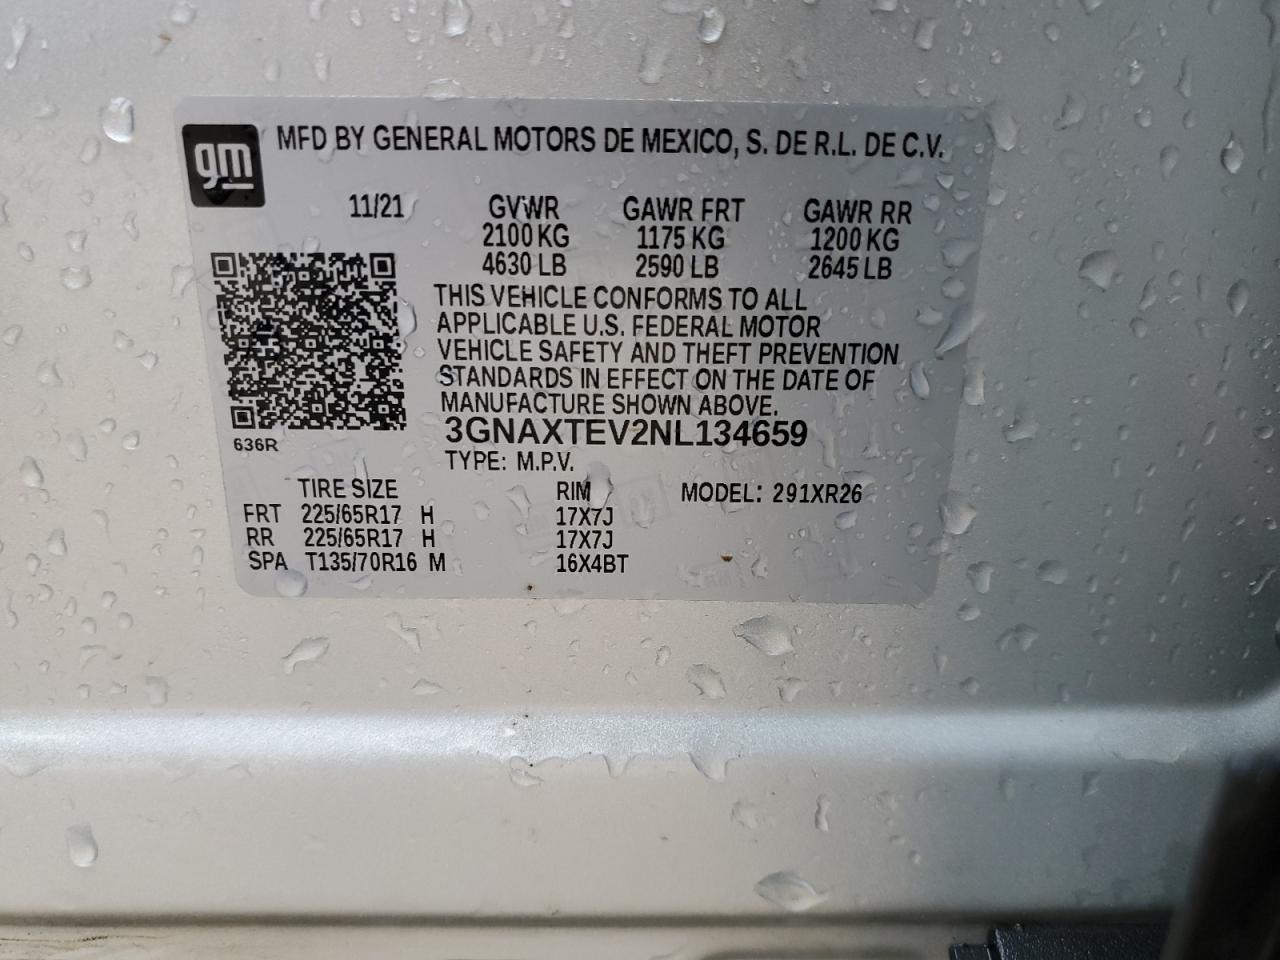 gm
MFD BY GENERAL MOTORS DE MEXICO, S. DE R.L. DE C.V.
11/21 GVWR GAWR FRT GAWR RR
2100 KG 1175 KG 1200 KG
4630 LB 2590 LB 2645 LB
THIS VEHICLE CONFORMS TO ALL
APPLICABLE U.S. FEDERAL MOTOR
VEHICLE SAFETY AND THEFT PREVENTION
STANDARDS IN EFFECT ON THE DATE OF
MANUFACTURE SHOWN ABOVE.
3GNAXTEV2NL134659
636R
TYPE: M.P.V.
TIRE SIZE RIM MODEL: 291XR26
FRT 225/65R17 H 17X7J
RR 225/65R17 H 17X7J
SPA T135/70R16 M 16X4BT